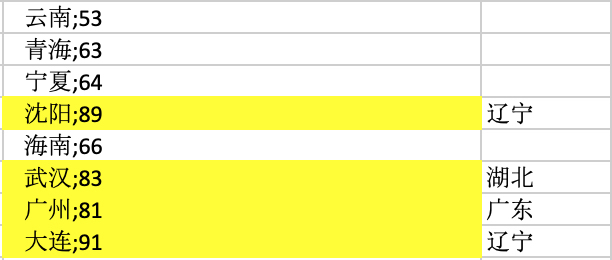 云南;53
青海;63
宁夏;64
沈阳;89 辽宁
海南;66
武汉;83 湖北
广州;81 广东
大连;91 辽宁